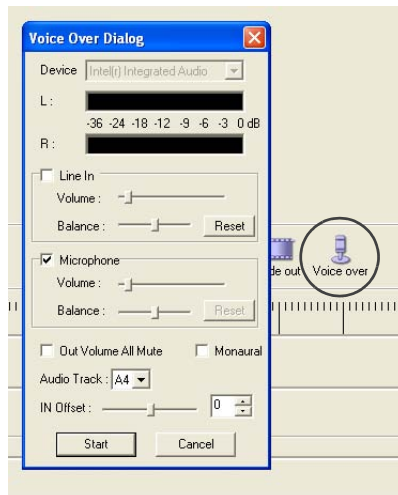 Voice Over Dialog
Device Intel(r) Integrated Audio
L :
-36 -24 -18 -12 -9 -6 -3 0 dB
R :
Line In
Volume :
Balance : Reset
Microphone
Volume :
Balance : Reset
Out Volume All Mute Monaural
Audio Track : A4
IN Offset : 0
Start Cancel
de out Voice over